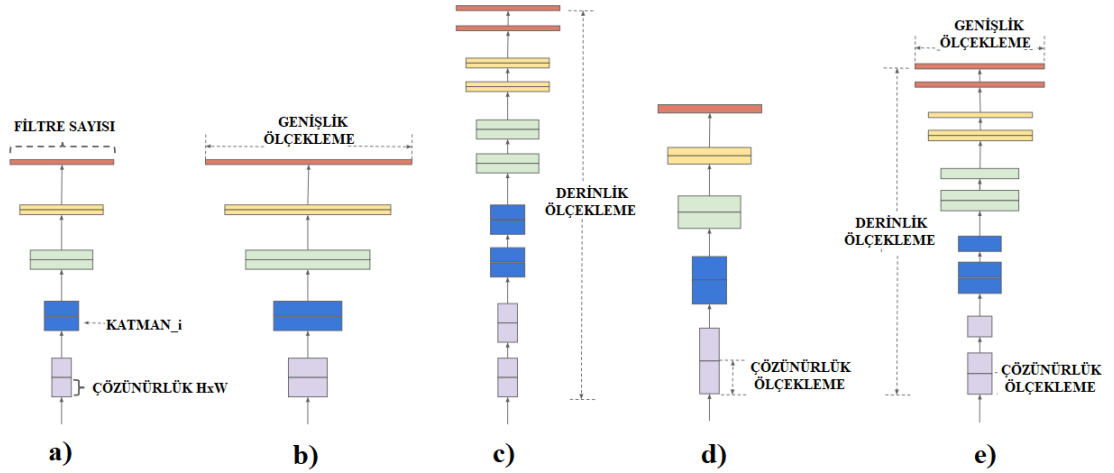 FİLTRE SAYISI
KATMAN_i
ÇÖZÜNÜRLÜK HxW
a)
GENİŞLİK
ÖLÇEKLEME
b)
DERİNLİK
ÖLÇEKLEME
c)
ÇÖZÜNÜRLÜK
ÖLÇEKLEME
d)
GENİŞLİK
ÖLÇEKLEME
DERİNLİK
ÖLÇEKLEME
ÇÖZÜNÜRLÜK
ÖLÇEKLEME
e)